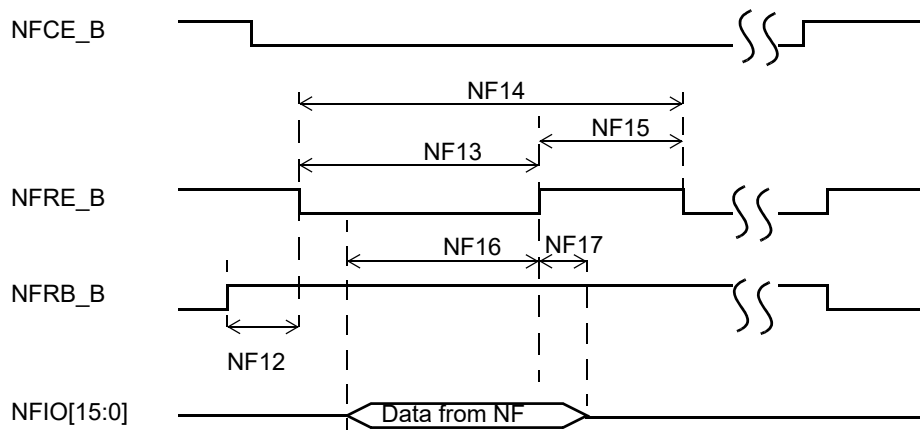 NFCE_B
NF14
NF15
NF13
NFRE_B
NF16
NF17
NFRB_B
NF12
NFIO[15:0]
Data from NF